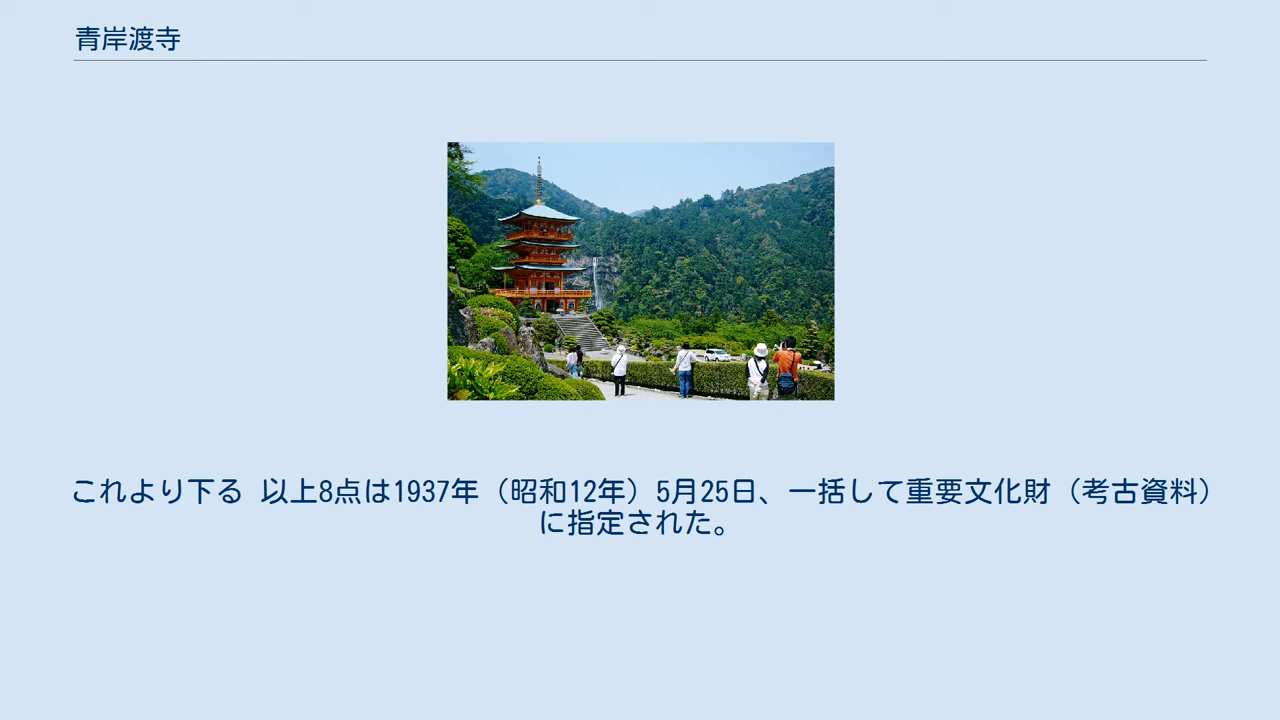 青岸渡寺
これより下る 以上8点は1937年（昭和12年）5月25日、一括して重要文化財（考古資料）
に指定された。